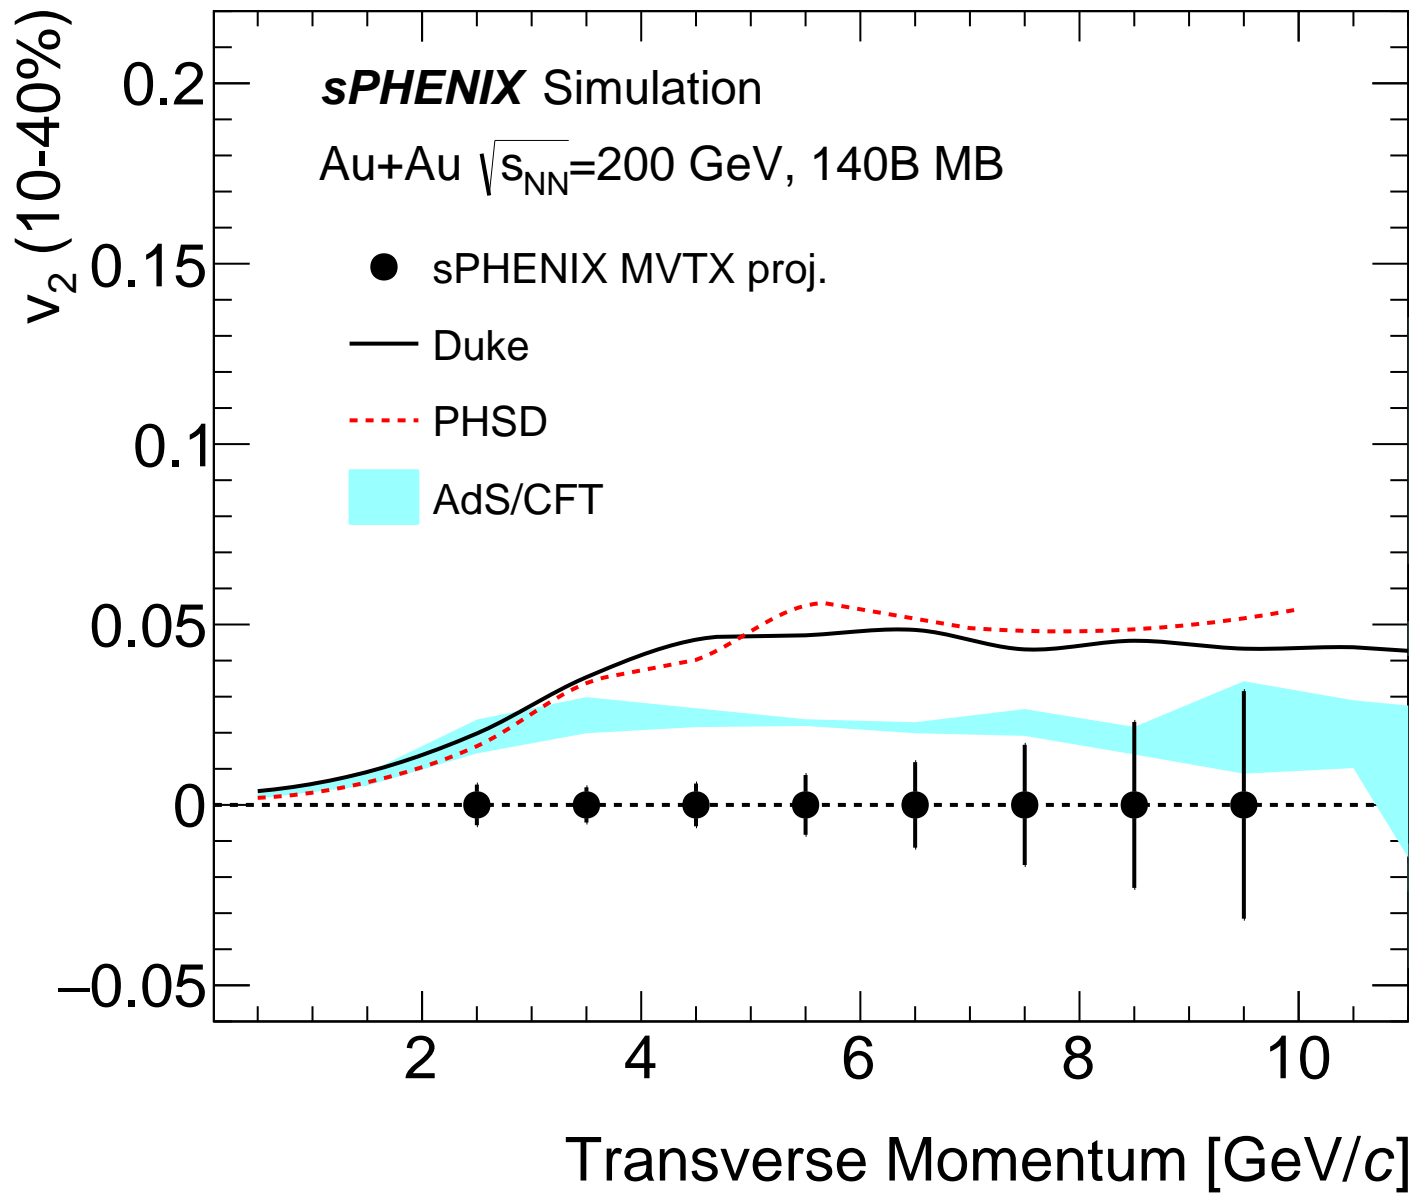 v₂ (10-40%)
0.2
0.15
0.1
0.05
0
−0.05
sPHENIX Simulation
Au+Au √s_NN=200 GeV, 140B MB
sPHENIX MVTX proj.
Duke
PHSD
AdS/CFT
2 4 6 8 10
Transverse Momentum [GeV/c]